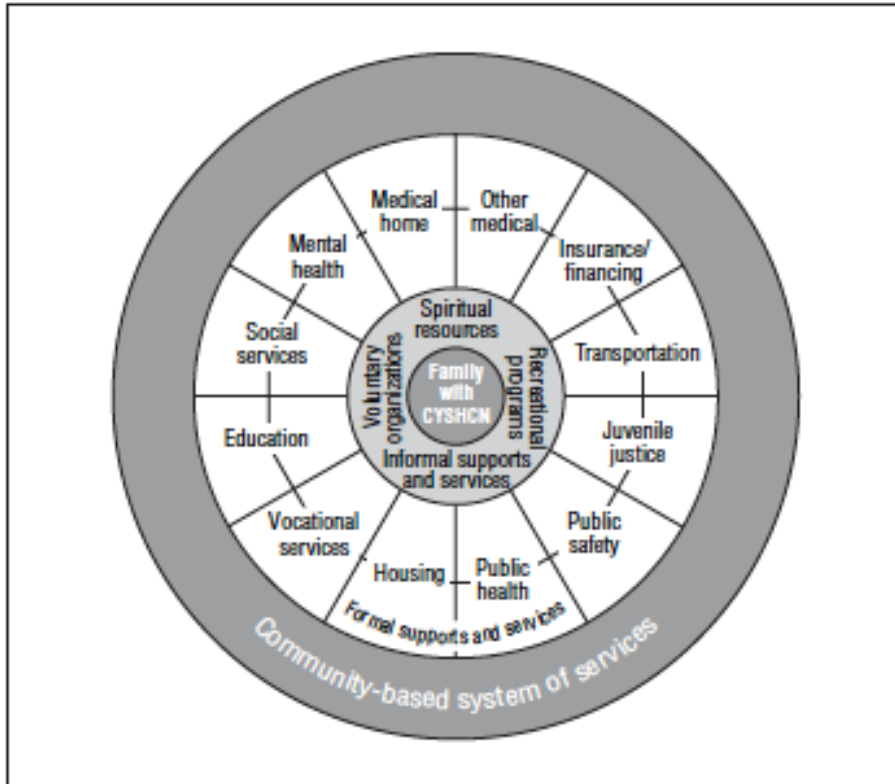 Medical
home
Other
medical
Mental
health
Insurance/
financing
Social
services
Transportation
Education
Juvenile
justice
Vocational
services
Public
safety
Housing
Public
health
Formal supports and services
Spiritual
resources
Voluntary
organizations
Recreational
programs
Family
with
CYSHCN
Informal supports
and services
Community-based system of services